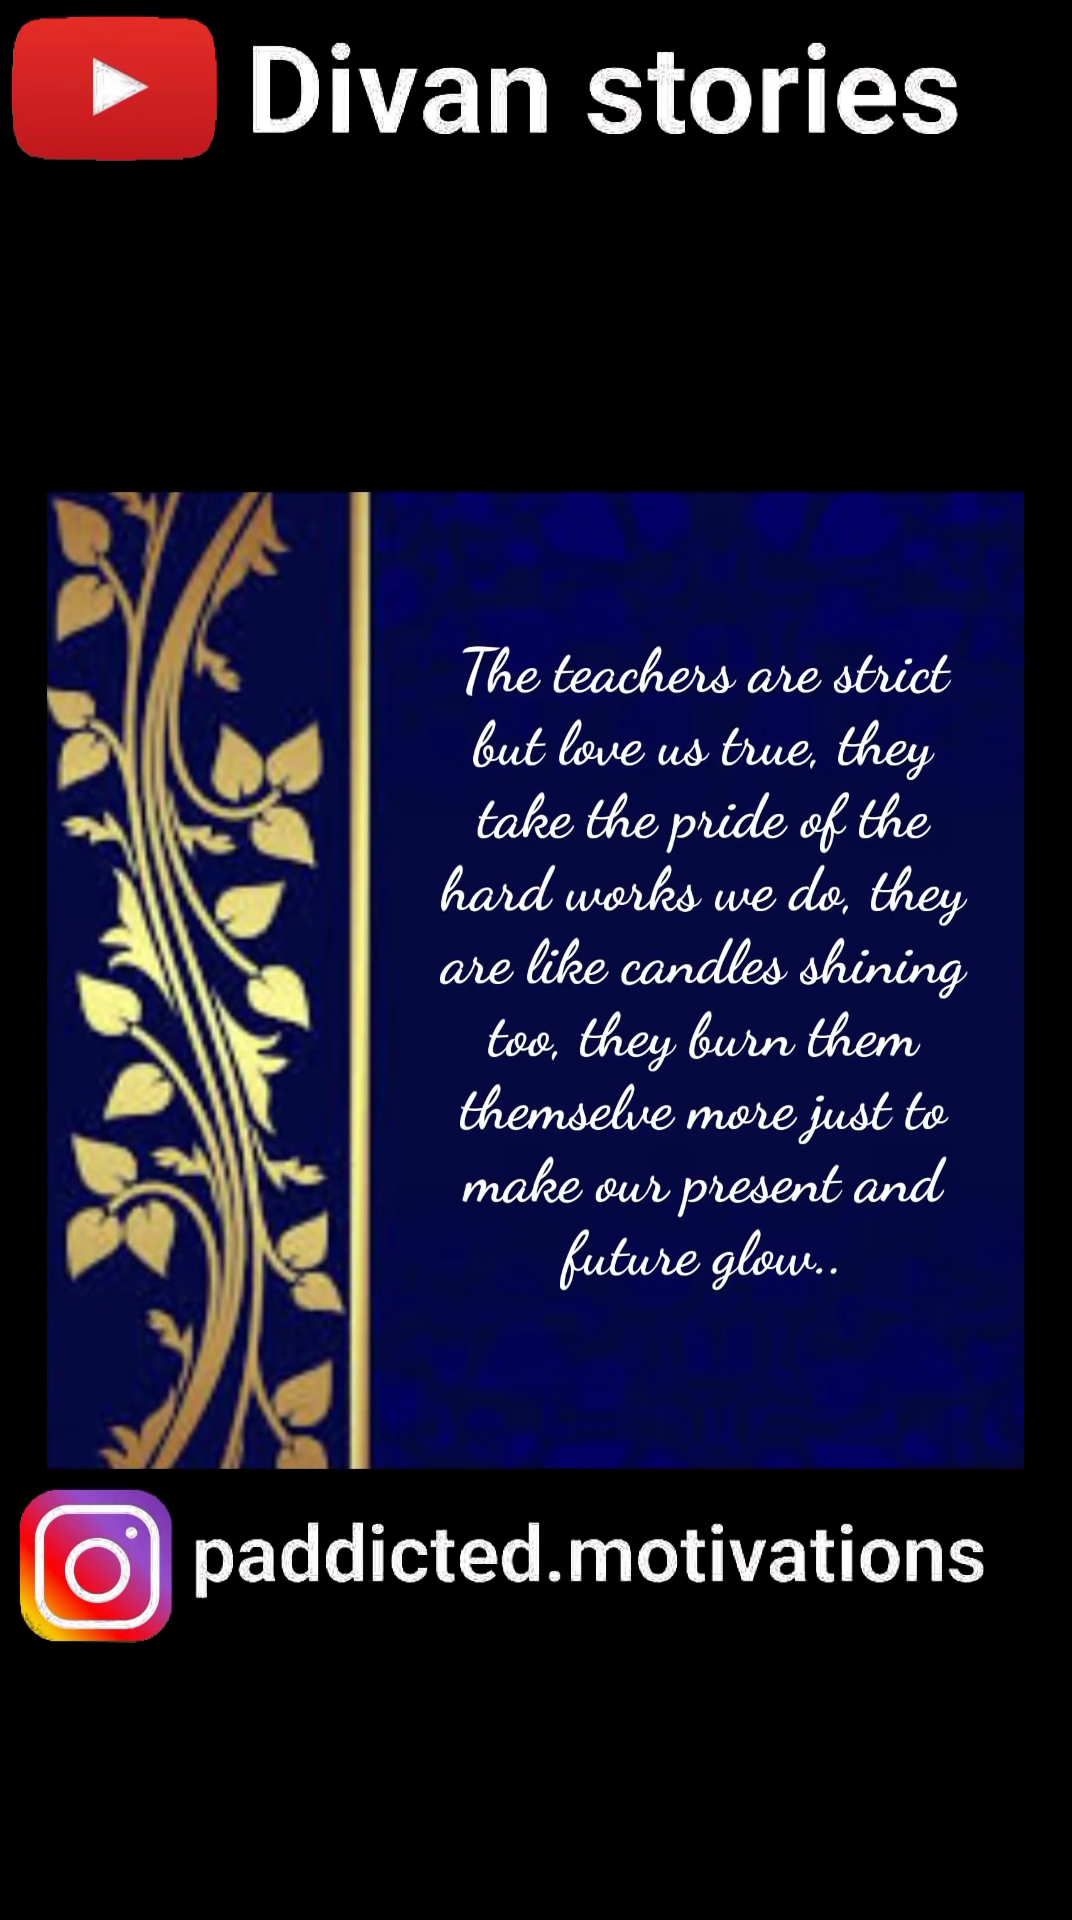 Divan stories
The teachers are strict
but love us true, they
take the pride of the
hard works we do, they
are like candles shining
too, they burn them
themselve more just to
make our present and
future glow..
paddicted.motivations